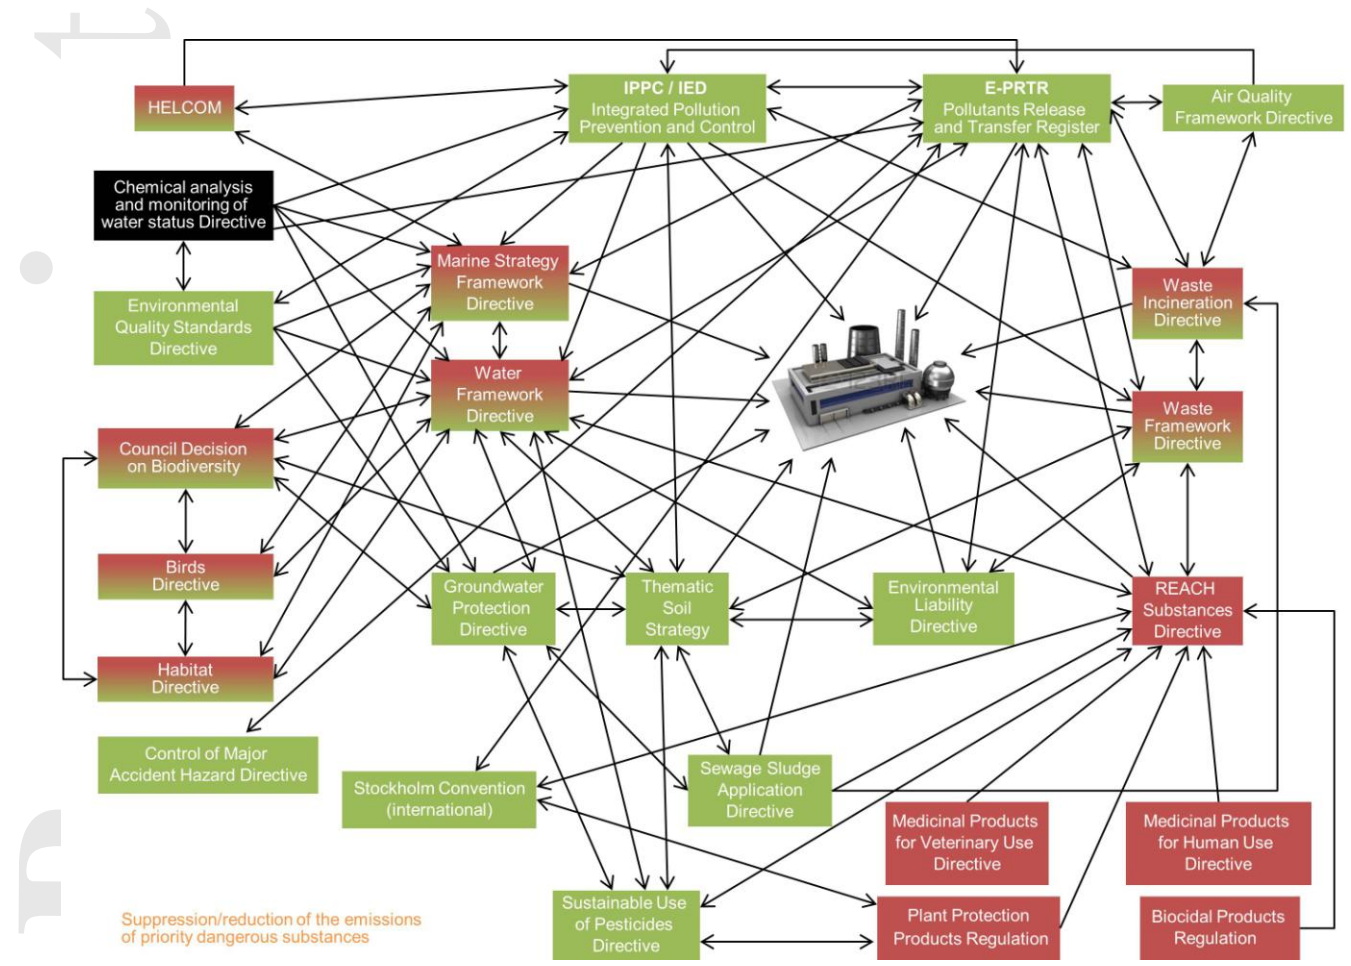 HELCOM
IPPC / IED
Integrated Pollution
Prevention and Control
E-PRTR
Pollutants Release
and Transfer Register
Air Quality
Framework Directive
Chemical analysis
and monitoring of
water status Directive
Marine Strategy
Framework
Directive
Waste
Incineration
Directive
Environmental
Quality Standards
Directive
Water
Framework
Directive
Waste
Framework
Directive
Council Decision
on Biodiversity
Birds
Directive
Groundwater
Protection
Directive
Thematic
Soil
Strategy
Environmental
Liability
Directive
REACH
Substances
Directive
Habitat
Directive
Control of Major
Accident Hazard Directive
Stockholm Convention
(international)
Sewage Sludge
Application
Directive
Medicinal Products
for Veterinary Use
Directive
Medicinal Products
for Human Use
Directive
Sustainable Use
of Pesticides
Directive
Plant Protection
Products Regulation
Biocidal Products
Regulation
Suppression/reduction of the emissions
of priority dangerous substances